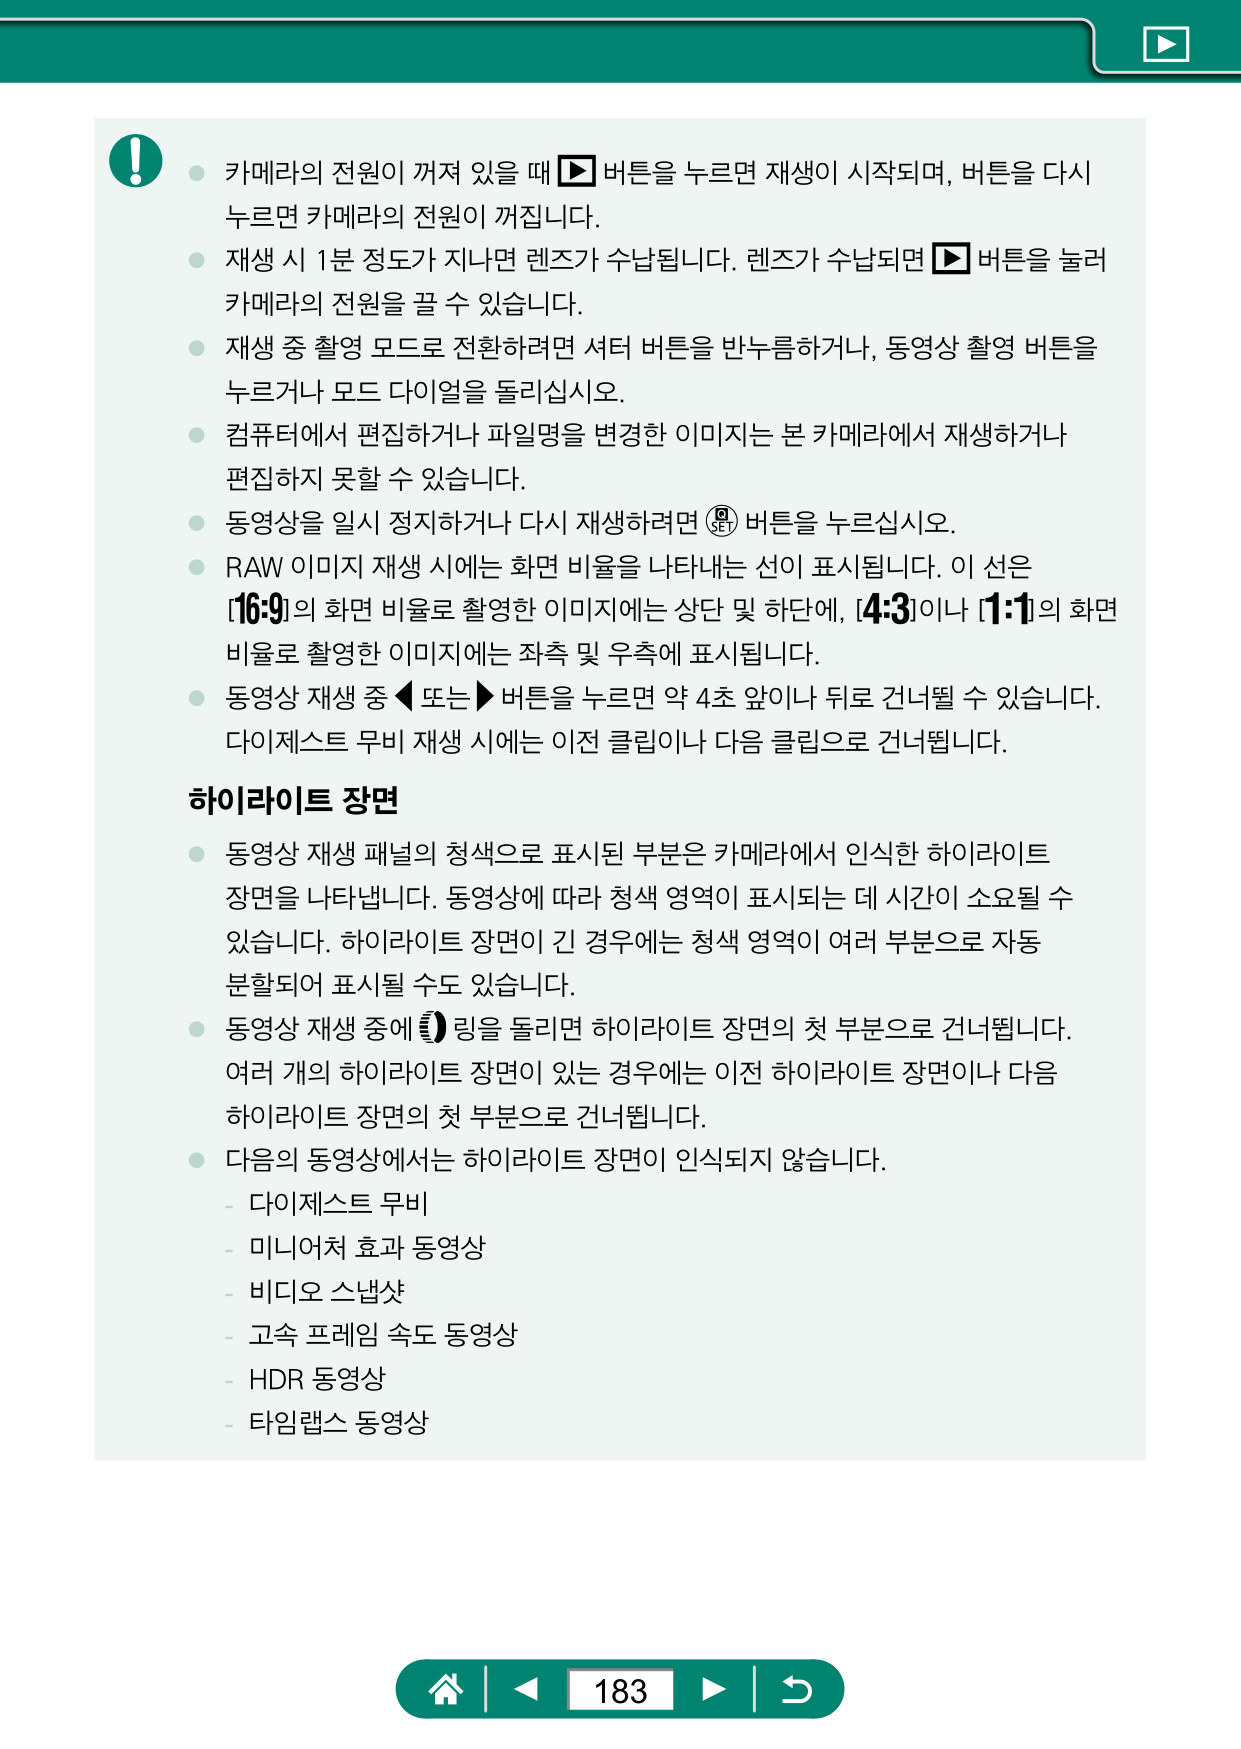 카메라의 전원이 꺼져 있을 때 버튼을 누르면 재생이 시작되며, 버튼을 다시
누르면 카메라의 전원이 꺼집니다.
재생 시 1분 정도가 지나면 렌즈가 수납됩니다. 렌즈가 수납되면 버튼을 눌러
카메라의 전원을 끌 수 있습니다.
재생 중 촬영 모드로 전환하려면 셔터 버튼을 반누름하거나, 동영상 촬영 버튼을
누르거나 모드 다이얼을 돌리십시오.
컴퓨터에서 편집하거나 파일명을 변경한 이미지는 본 카메라에서 재생하거나
편집하지 못할 수 있습니다.
동영상을 일시 정지하거나 다시 재생하려면 Q SET 버튼을 누르십시오.
RAW 이미지 재생 시에는 화면 비율을 나타내는 선이 표시됩니다. 이 선은
[16:9]의 화면 비율로 촬영한 이미지에는 상단 및 하단에, [4:3]이나 [1:1]의 화면
비율로 촬영한 이미지에는 좌측 및 우측에 표시됩니다.
동영상 재생 중 ◀ 또는 ▶ 버튼을 누르면 약 4초 앞이나 뒤로 건너뛸 수 있습니다.
다이제스트 무비 재생 시에는 이전 클립이나 다음 클립으로 건너뜁니다.
하이라이트 장면
동영상 재생 패널의 청색으로 표시된 부분은 카메라에서 인식한 하이라이트
장면을 나타냅니다. 동영상에 따라 청색 영역이 표시되는 데 시간이 소요될 수
있습니다. 하이라이트 장면이 긴 경우에는 청색 영역이 여러 부분으로 자동
분할되어 표시될 수도 있습니다.
동영상 재생 중에 링을 돌리면 하이라이트 장면의 첫 부분으로 건너뜁니다.
여러 개의 하이라이트 장면이 있는 경우에는 이전 하이라이트 장면이나 다음
하이라이트 장면의 첫 부분으로 건너뜁니다.
다음의 동영상에서는 하이라이트 장면이 인식되지 않습니다.
- 다이제스트 무비
- 미니어처 효과 동영상
- 비디오 스냅샷
- 고속 프레임 속도 동영상
- HDR 동영상
- 타임랩스 동영상
183